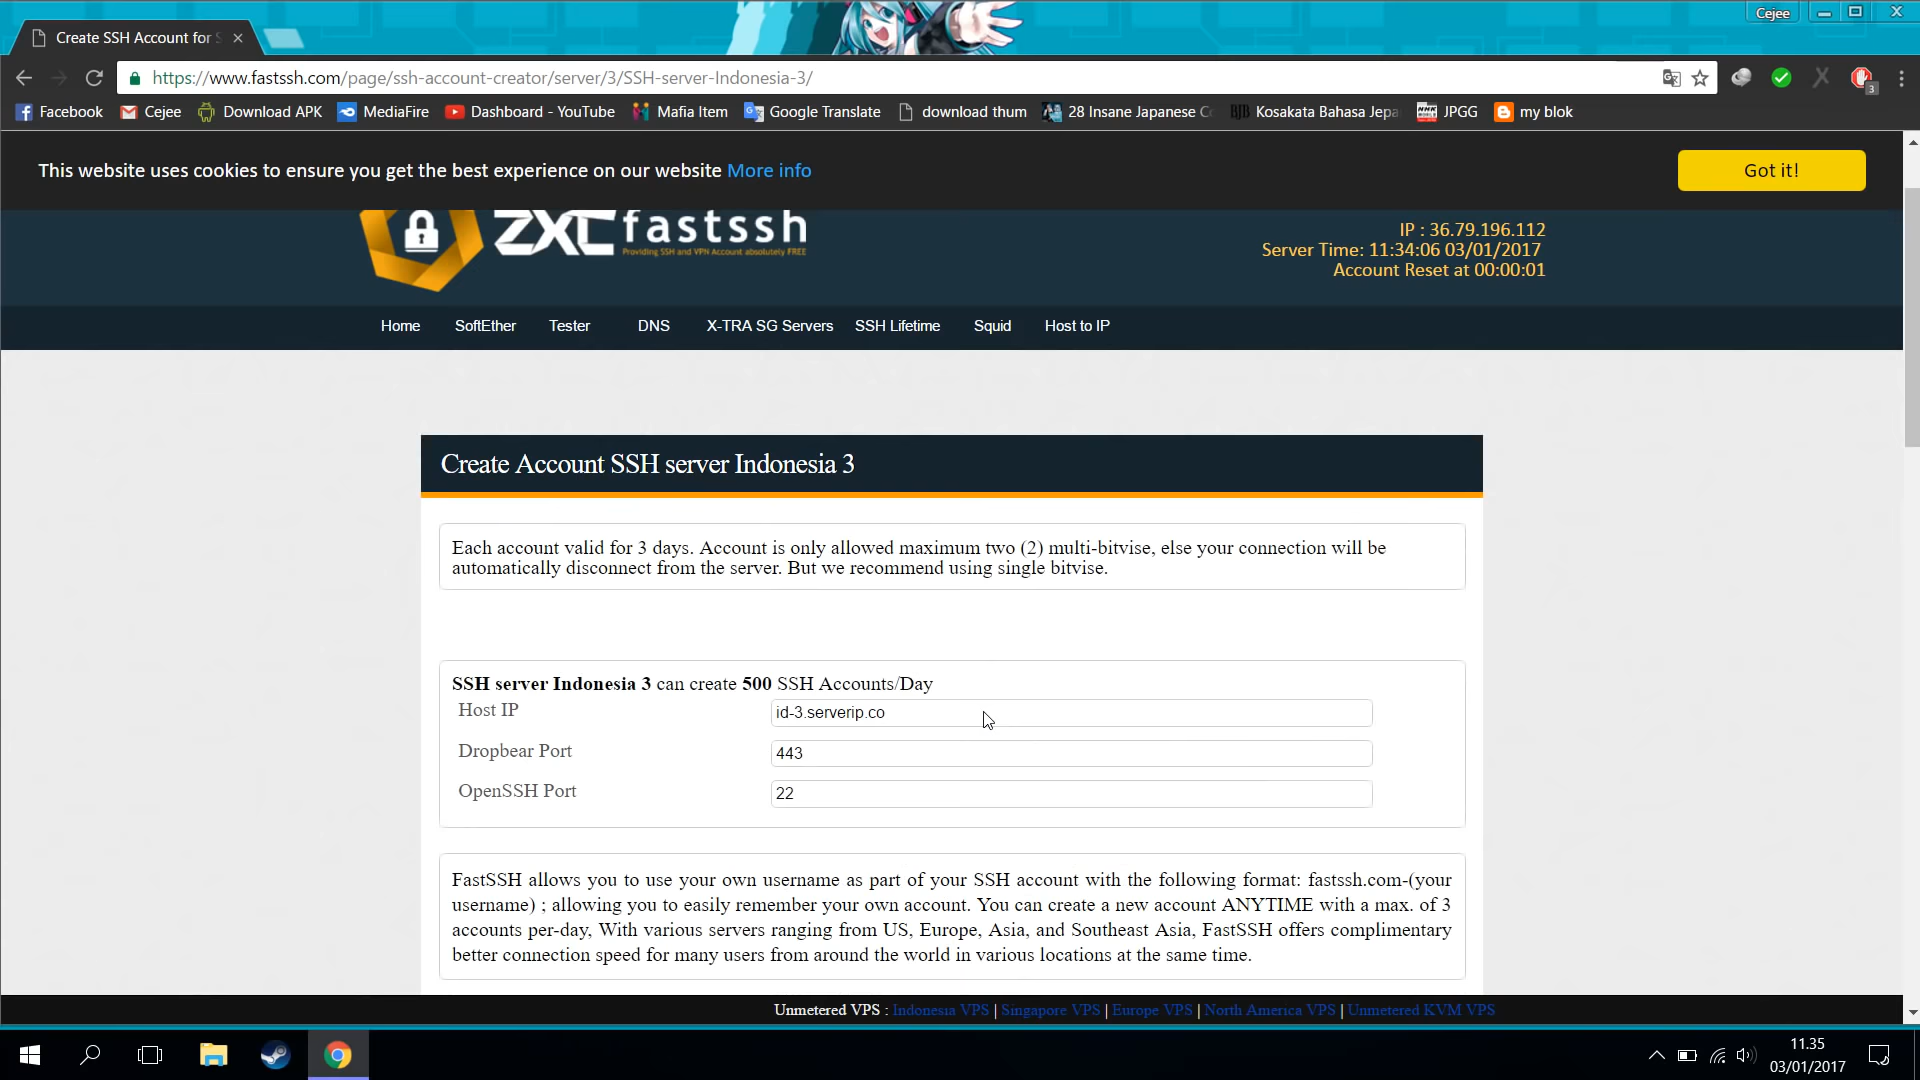 Cejee
Create SSH Account for S
https://www.fastssh.com/page/ssh-account-creator/server/3/SSH-server-Indonesia-3/
3
Facebook Cejee Download APK MediaFire Dashboard - YouTube Mafia Item Google Translate download thum 28 Insane Japanese C Kosakata Bahasa Jepa JPGG my blok
This website uses cookies to ensure you get the best experience on our website More info
Got it!
ZXC fastssh
Providing SSH and VPN Account absolutely FREE
IP : 36.79.196.112
Server Time: 11:34:06 03/01/2017
Account Reset at 00:00:01
Home SoftEther Tester DNS X-TRA SG Servers SSH Lifetime Squid Host to IP
Create Account SSH server Indonesia 3
Each account valid for 3 days. Account is only allowed maximum two (2) multi-bitvise, else your connection will be
automatically disconnect from the server. But we recommend using single bitvise.
SSH server Indonesia 3 can create 500 SSH Accounts/Day
Host IP id-3.serverip.co
Dropbear Port 443
OpenSSH Port 22
FastSSH allows you to use your own username as part of your SSH account with the following format: fastssh.com-(your
username) ; allowing you to easily remember your own account. You can create a new account ANYTIME with a max. of 3
accounts per-day, With various servers ranging from US, Europe, Asia, and Southeast Asia, FastSSH offers complimentary
better connection speed for many users from around the world in various locations at the same time.
Unmetered VPS : Indonesia VPS | Singapore VPS | Europe VPS | North America VPS | Unmetered KVM VPS
11.35
03/01/2017